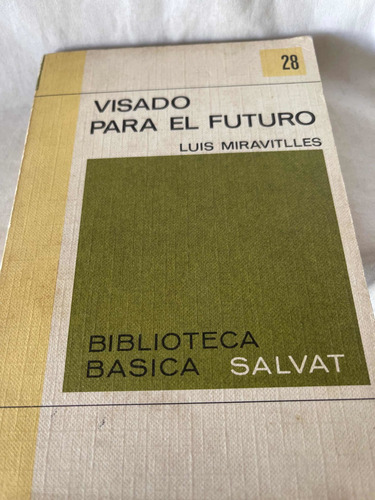 28
VISADO
PARA EL FUTURO
LUIS MIRAVITLLES
BIBLIOTECA
BASICA SALVAT